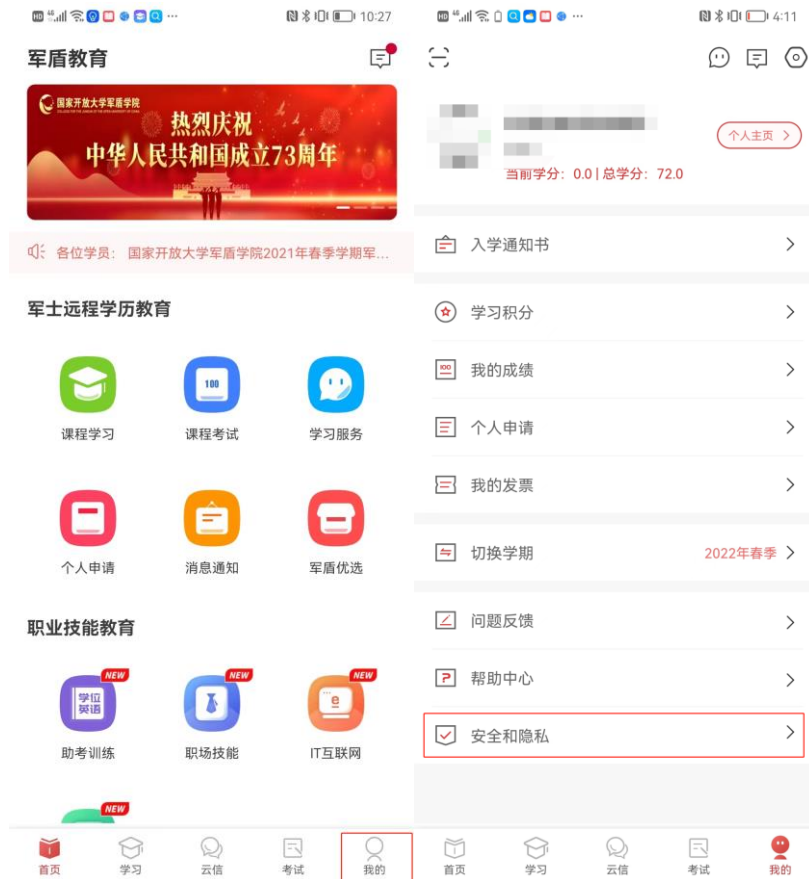 HD 10:27
军盾教育
国家开放大学军盾学院
热烈庆祝
中华人民共和国成立73周年
各位学员： 国家开放大学军盾学院2021年春季学期军...
军士远程学历教育
100
课程学习 课程考试 学习服务
个人申请 消息通知 军盾优选
职业技能教育
NEW NEW NEW
学位
英语
e
助考训练 职场技能 IT互联网
NEW
首页 学习 云信 考试 我的
HD 4:11
个人主页 >
当前学分：0.0 | 总学分：72.0
入学通知书
学习积分
100 我的成绩
个人申请
我的发票
切换学期 2022年春季
问题反馈
帮助中心
安全和隐私
首页 学习 云信 考试 我的